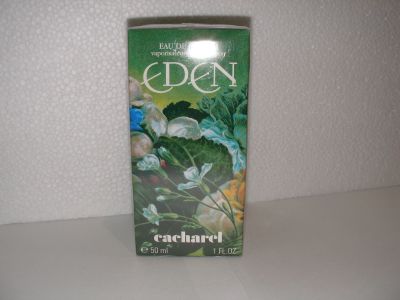 EAU DE
EDEN
cacharel
e 50 ml 1 FL.OZ.